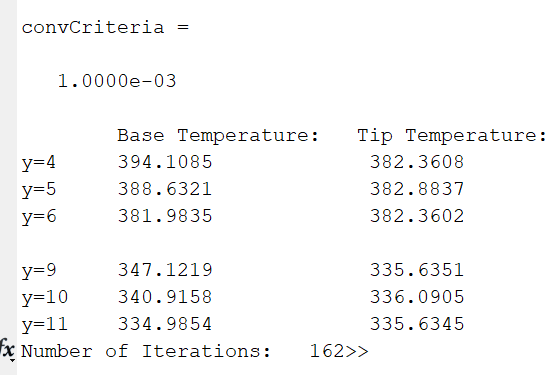 convCriteria =
1.0000e-03
Base Temperature: Tip Temperature:
y=4 394.1085 382.3608
y=5 388.6321 382.8837
y=6 381.9835 382.3602
y=9 347.1219 335.6351
y=10 340.9158 336.0905
y=11 334.9854 335.6345
fx Number of Iterations: 162>>